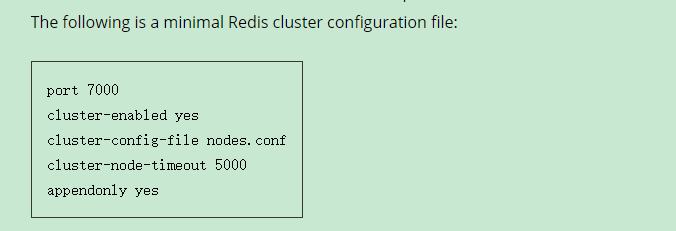 The following is a minimal Redis cluster configuration file:
port 7000
cluster-enabled yes
cluster-config-file nodes.conf
cluster-node-timeout 5000
appendonly yes